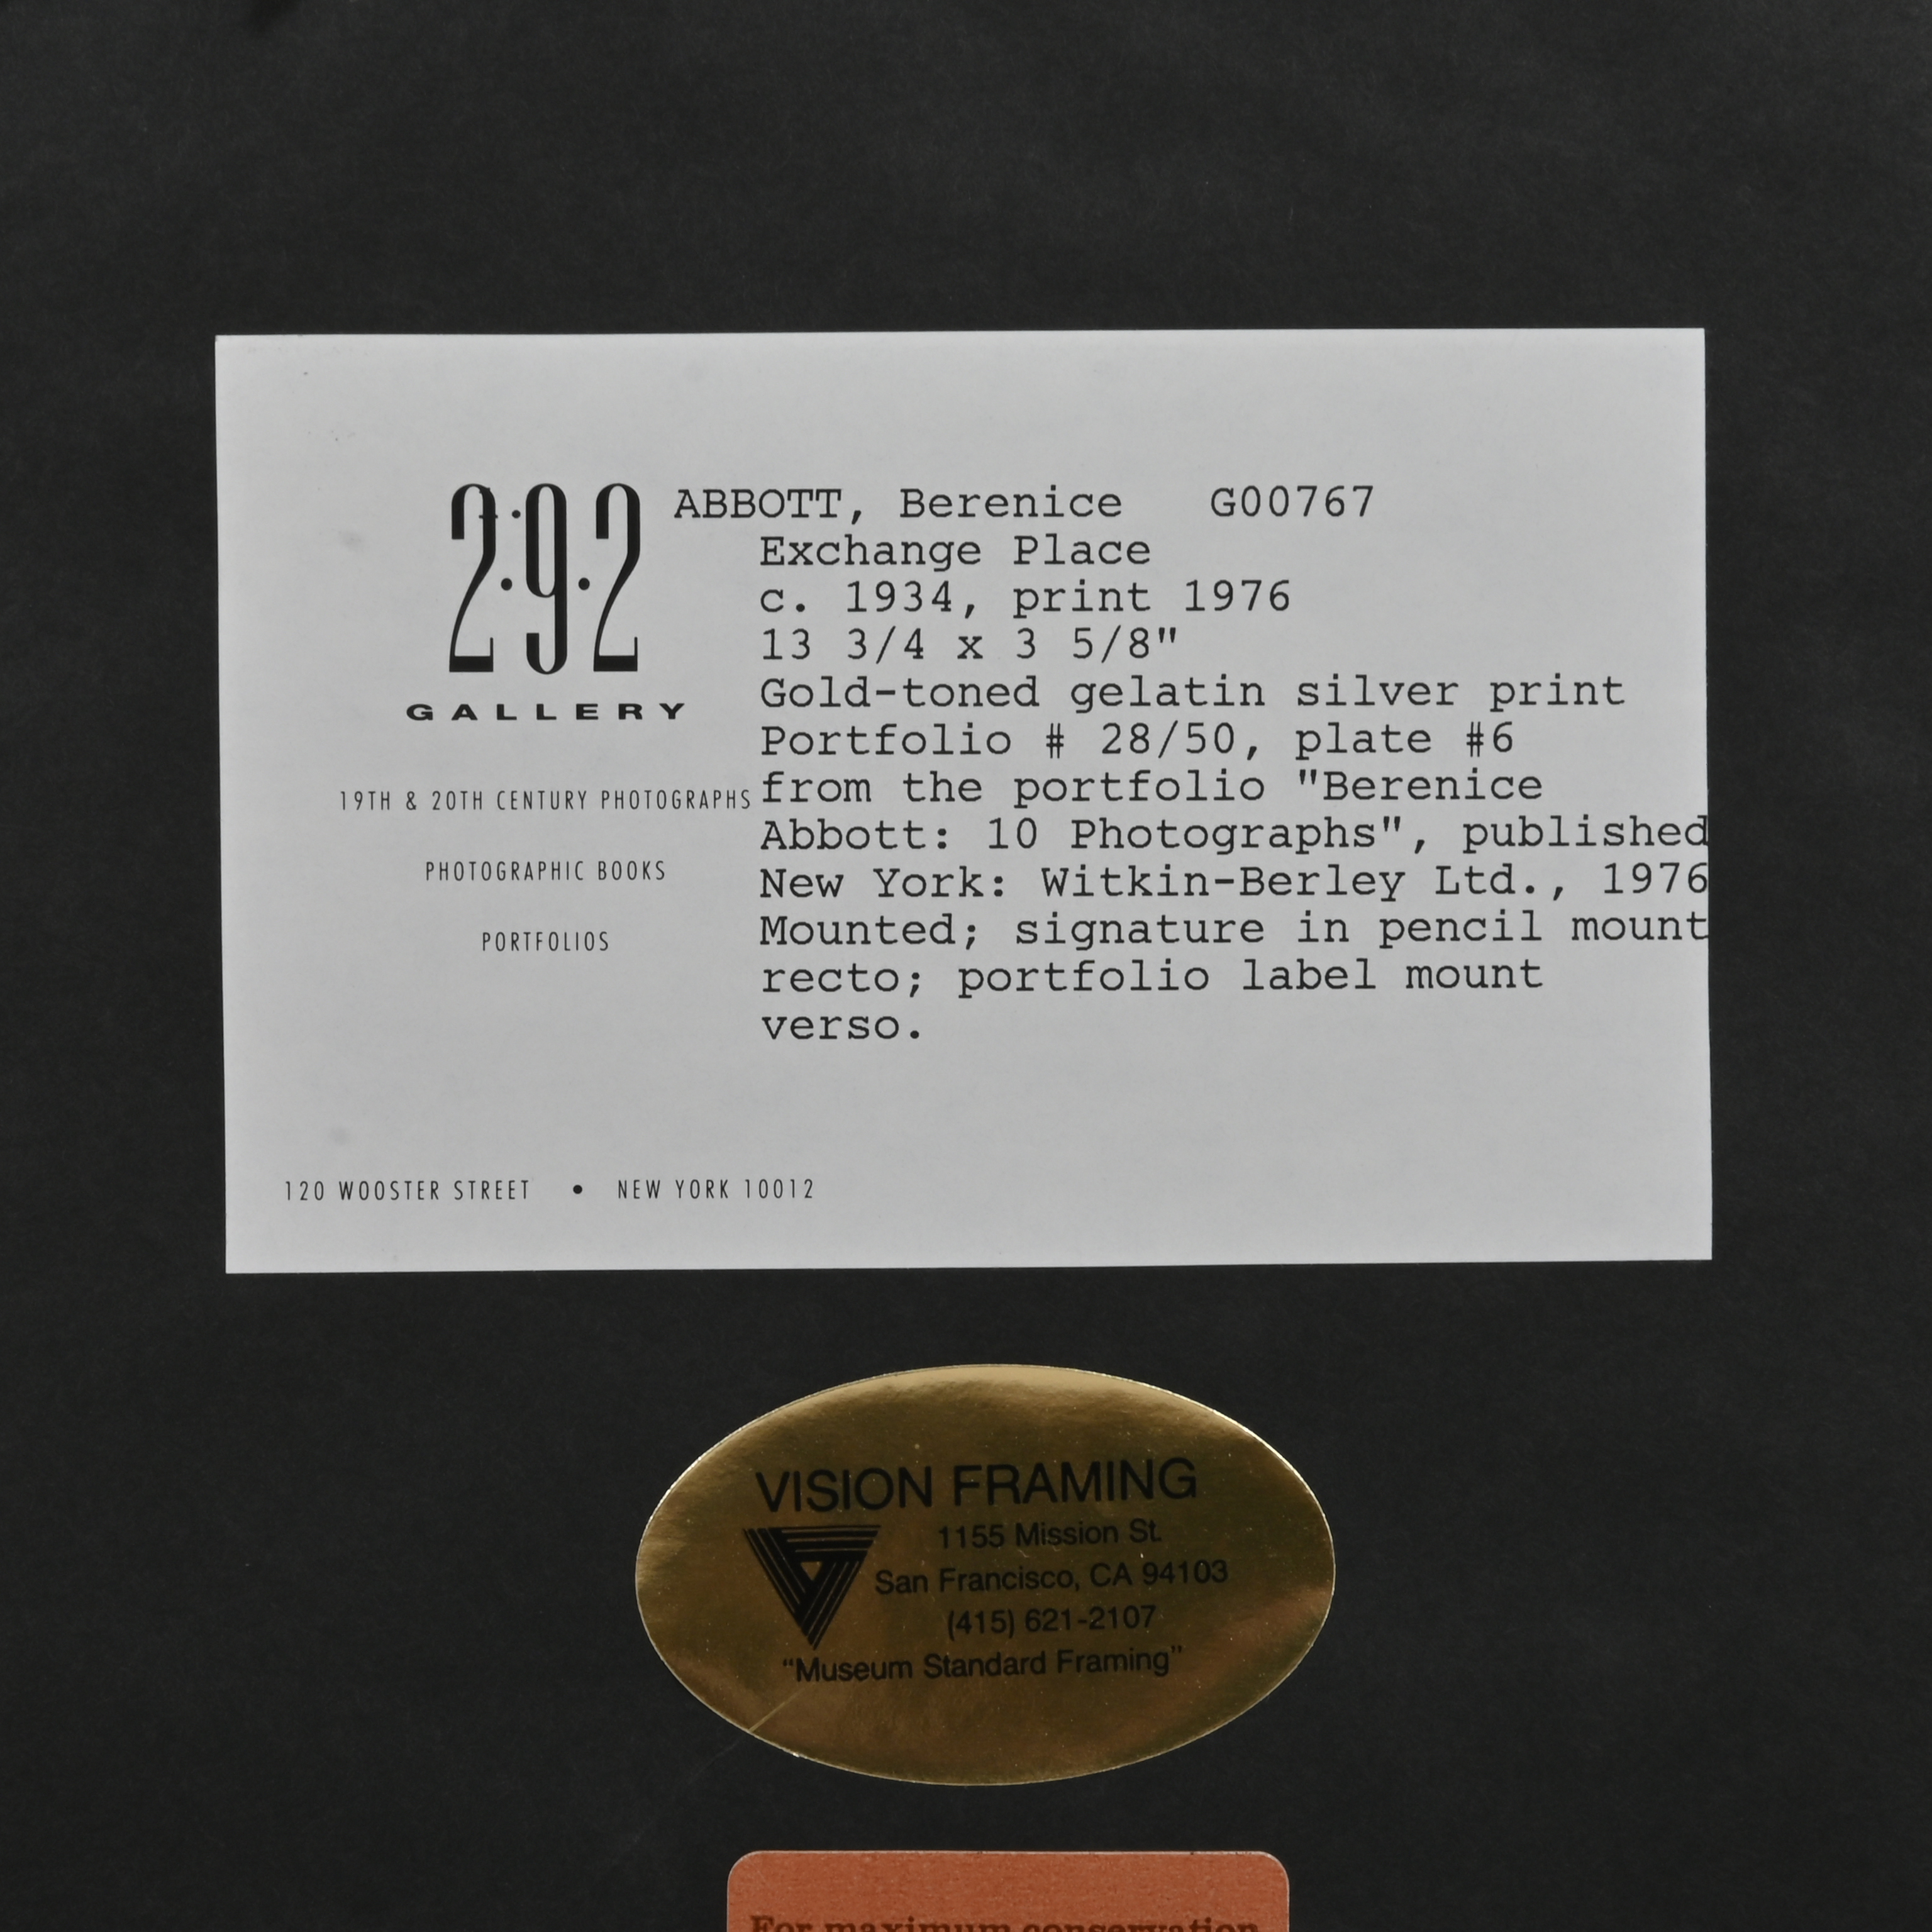 2·9·2
GALLERY
19TH & 20TH CENTURY PHOTOGRAPHS
PHOTOGRAPHIC BOOKS
PORTFOLIOS
ABBOTT, Berenice G00767
Exchange Place
c. 1934, print 1976
13 3/4 x 3 5/8"
Gold-toned gelatin silver print
Portfolio # 28/50, plate #6
from the portfolio "Berenice
Abbott: 10 Photographs", published
New York: Witkin-Berley Ltd., 1976
Mounted; signature in pencil mount
recto; portfolio label mount
verso.
120 WOOSTER STREET • NEW YORK 10012
VISION FRAMING
1155 Mission St.
San Francisco, CA 94103
(415) 621-2107
"Museum Standard Framing"
For maximum conservation